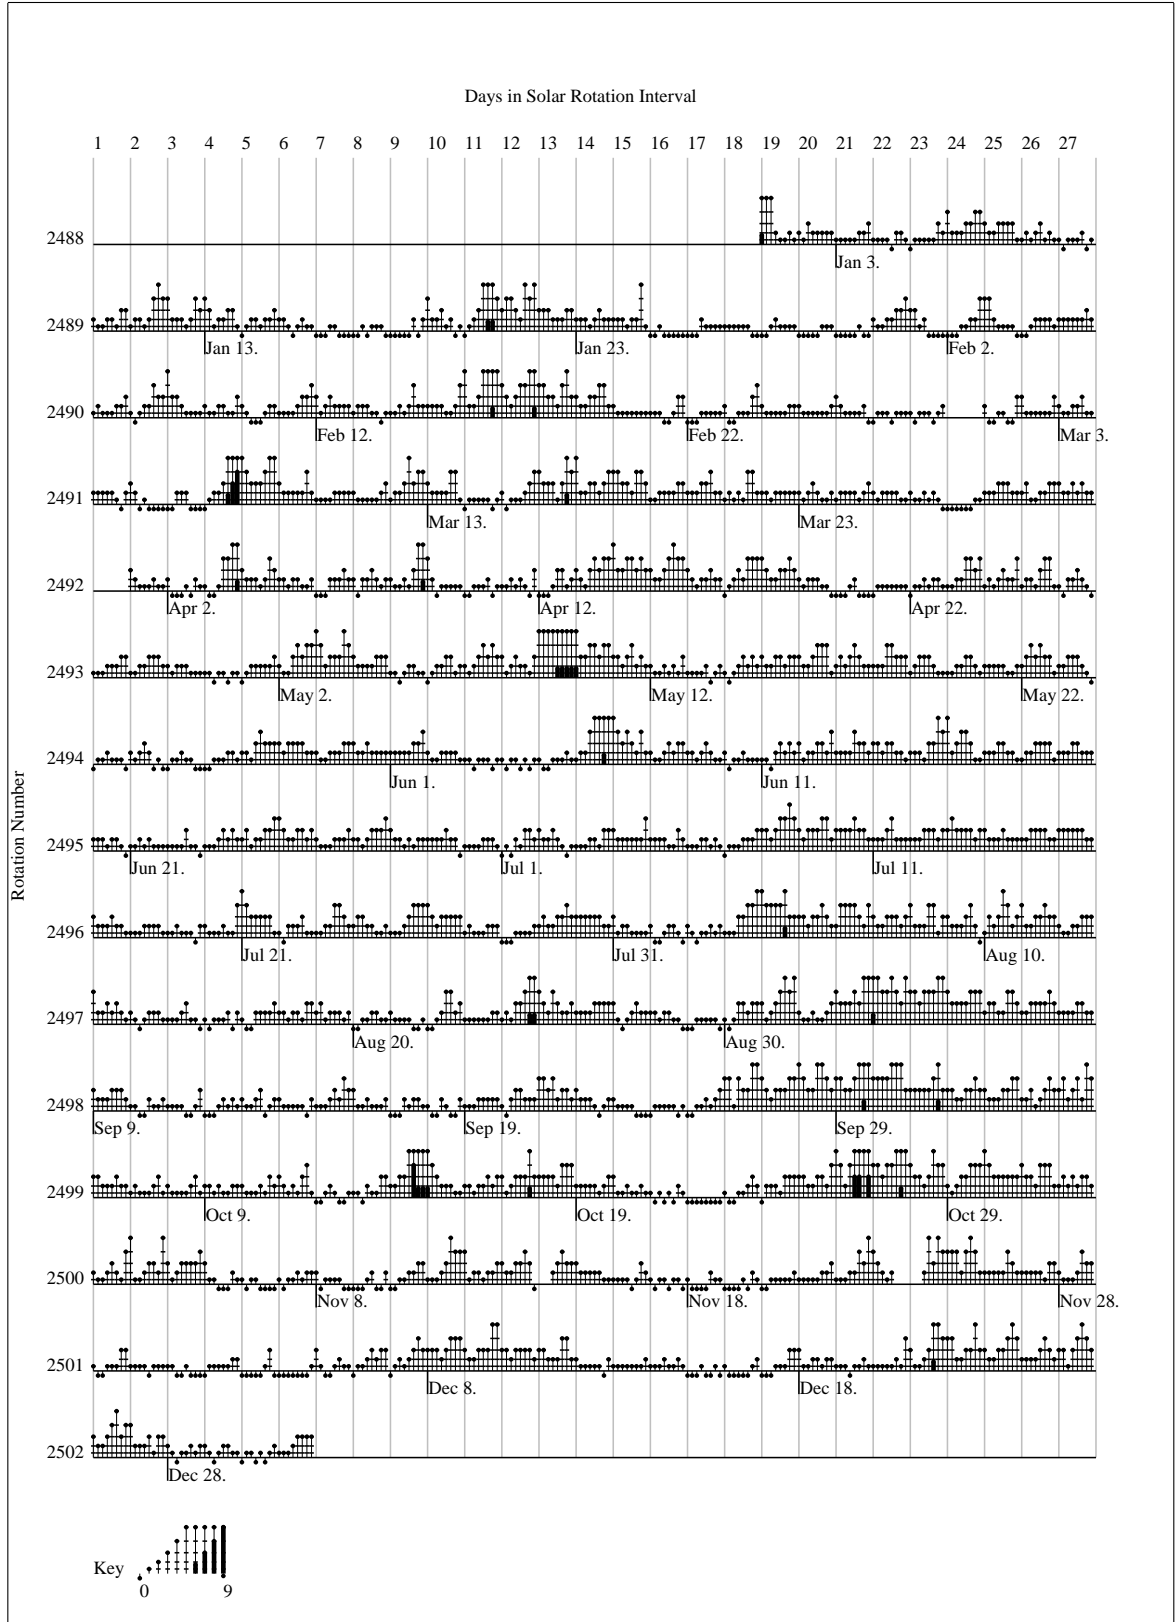 Days in Solar Rotation Interval
1 2 3 4 5 6 7 8 9 10 11 12 13 14 15 16 17 18 19 20 21 22 23 24 25 26 27
Rotation Number
2488
Jan 3.
2489
Jan 13. Jan 23. Feb 2.
2490
Feb 12. Feb 22. Mar 3.
2491
Mar 13. Mar 23.
2492
Apr 2. Apr 12. Apr 22.
2493
May 2. May 12. May 22.
2494
Jun 1. Jun 11.
2495
Jun 21. Jul 1. Jul 11.
2496
Jul 21. Jul 31. Aug 10.
2497
Aug 20. Aug 30.
2498
Sep 9. Sep 19. Sep 29.
2499
Oct 9. Oct 19. Oct 29.
2500
Nov 8. Nov 18. Nov 28.
2501
Dec 8. Dec 18.
2502
Dec 28.
Key
0 9